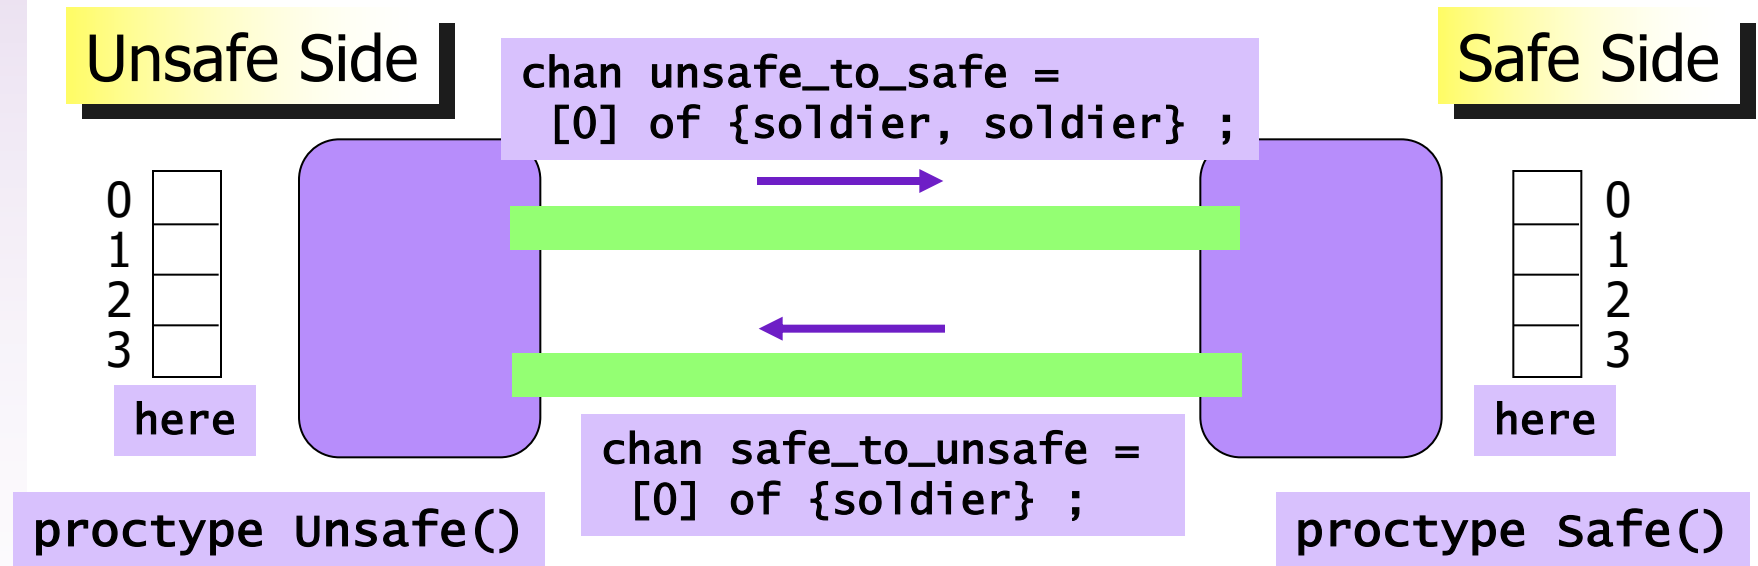 Unsafe Side
Safe Side
chan unsafe_to_safe =
[0] of {soldier, soldier} ;
0
1
2
3
here
0
1
2
3
here
chan safe_to_unsafe =
[0] of {soldier} ;
proctype Unsafe()
proctype Safe()